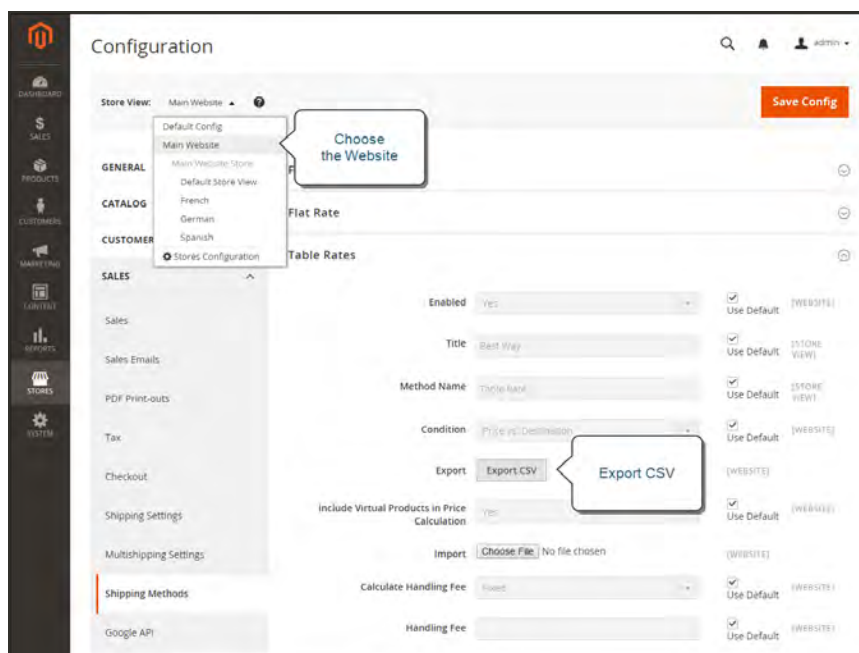 Configuration
admin
DASHBOARD
SALES
PRODUCTS
CUSTOMERS
MARKETING
CONTENT
REPORTS
STORES
SYSTEM
Store View: Main Website
Save Config
Default Config
Main Website
Main Website Store
Default Store View
French
German
Spanish
Stores Configuration
Choose
the Website
GENERAL
CATALOG
CUSTOMER
SALES
Sales
Sales Emails
PDF Print-outs
Tax
Checkout
Shipping Settings
Multishipping Settings
Shipping Methods
Google API
F
Flat Rate
Table Rates
Enabled Yes Use Default [WEBSITE]
Title Best Way Use Default [STORE
VIEW]
Method Name Table Rate Use Default [STORE
VIEW]
Condition Price vs. Destination Use Default [WEBSITE]
Export Export CSV [WEBSITE]
Export CSV
Include Virtual Products in Price
Calculation Yes Use Default [WEBSITE]
Import Choose File No file chosen [WEBSITE]
Calculate Handling Fee Fixed Use Default [WEBSITE]
Handling Fee Use Default [WEBSITE]